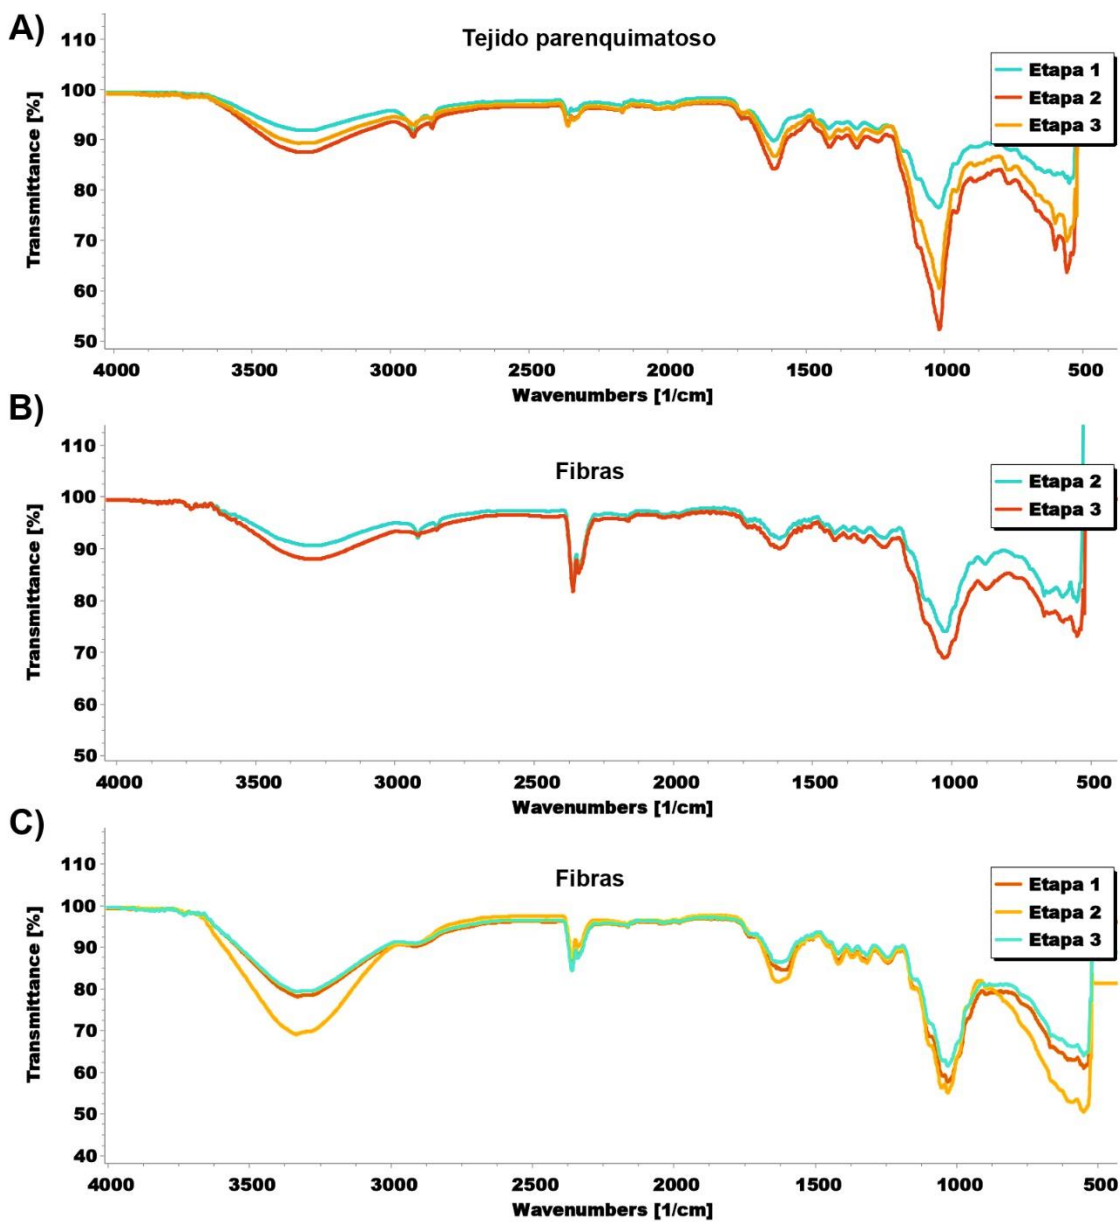 A)
Tejido parenquimatoso
Transmittance [%]
110
100
90
80
70
60
50
Etapa 1
Etapa 2
Etapa 3
4000 3500 3000 2500 2000 1500 1000 500
Wavenumbers [1/cm]
B)
Fibras
Transmittance [%]
110
100
90
80
70
60
50
Etapa 2
Etapa 3
4000 3500 3000 2500 2000 1500 1000 500
Wavenumbers [1/cm]
C)
Fibras
Transmittance [%]
110
100
90
80
70
60
50
40
Etapa 1
Etapa 2
Etapa 3
4000 3500 3000 2500 2000 1500 1000 500
Wavenumbers [1/cm]